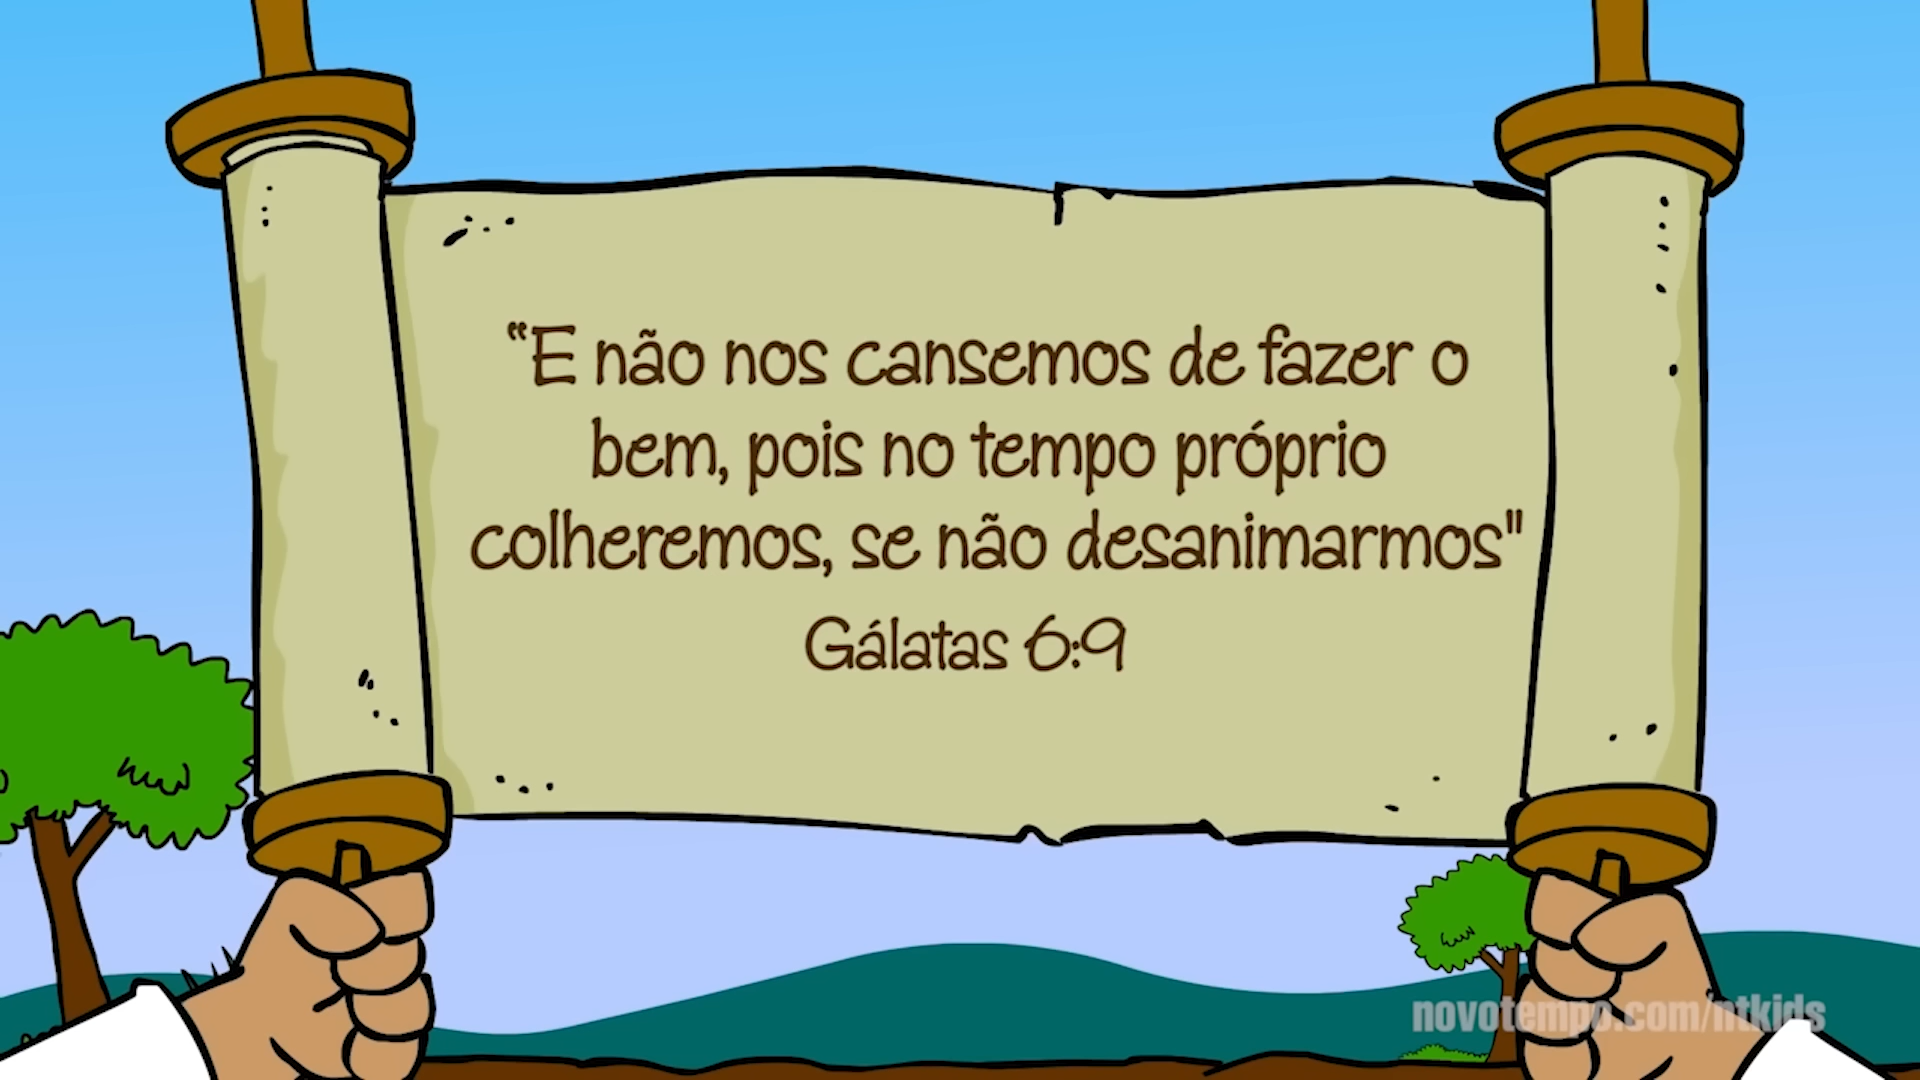 “E não nos cansemos de fazer o
bem, pois no tempo próprio
colheremos, se não desanimarmos"
Gálatas 6:9
novotempo.com/ntkids